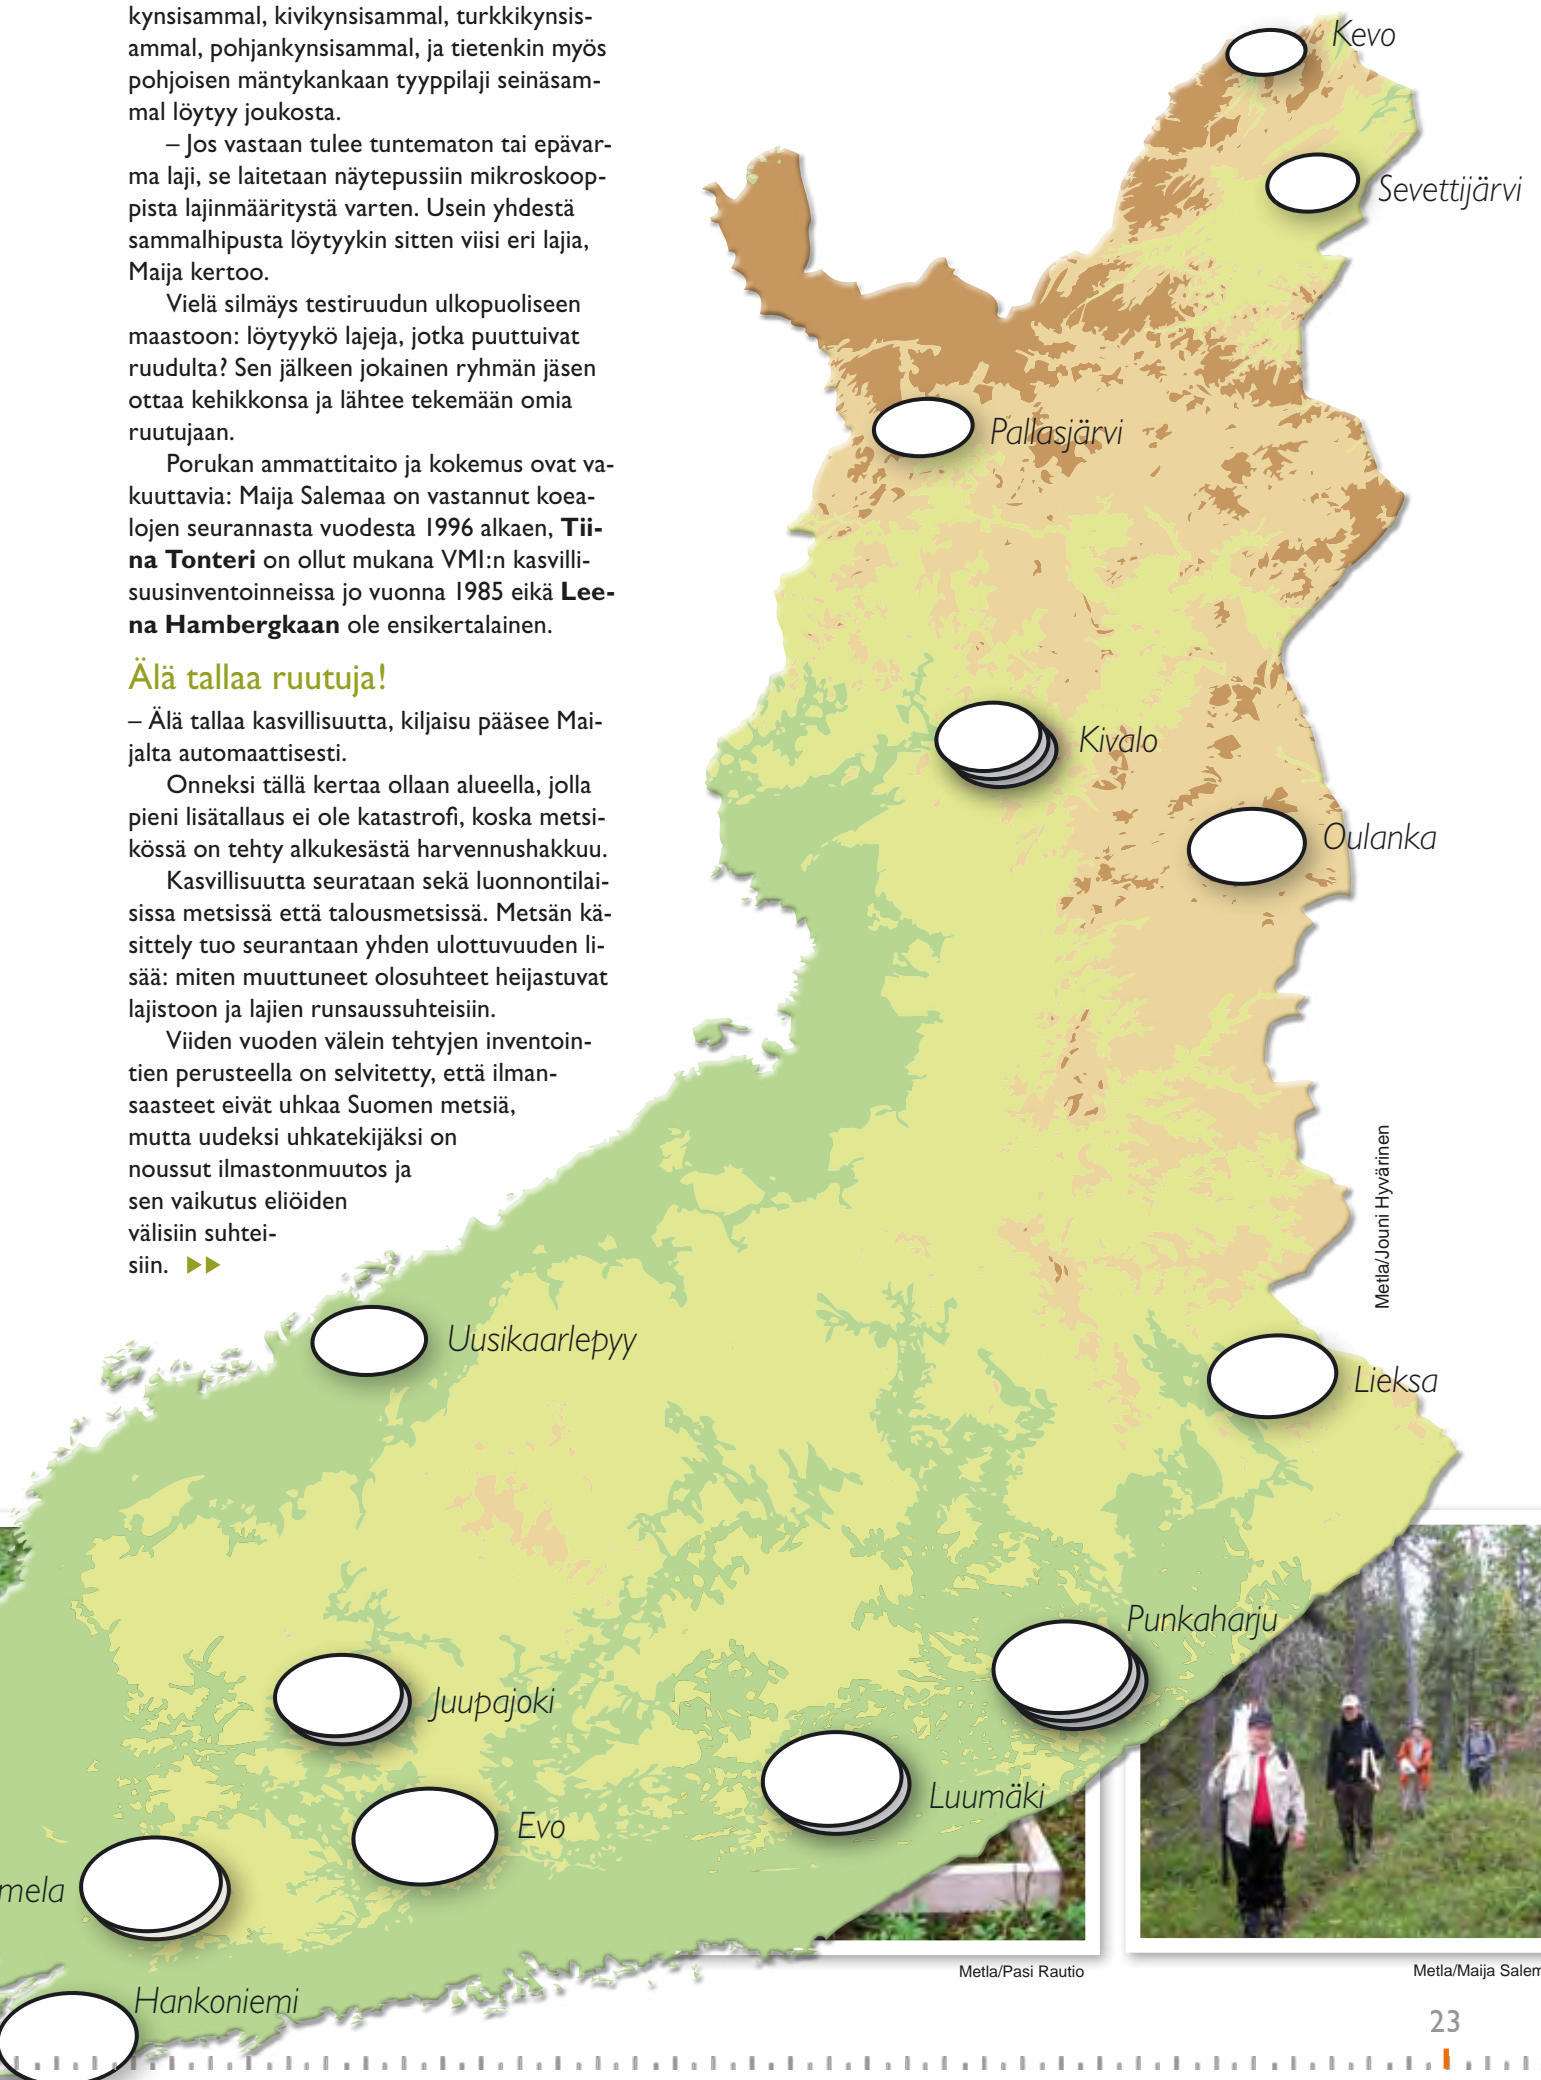 kynsisammal, kivikynsisammal, turkkikynsis-
ammal, pohjankynsisammal, ja tietenkin myös
pohjoisen mäntykankaan tyyppilaji seinäsam-
mal löytyy joukosta.
– Jos vastaan tulee tuntematon tai epävar-
ma laji, se laitetaan näytepussiin mikroskoop-
pista lajinmääritystä varten. Usein yhdestä
sammalhipusta löytyykin sitten viisi eri lajia,
Maija kertoo.
Vielä silmäys testiruudun ulkopuoliseen
maastoon: löytyykö lajeja, jotka puuttuivat
ruudulta? Sen jälkeen jokainen ryhmän jäsen
ottaa kehikkonsa ja lähtee tekemään omia
ruutujaan.
Porukan ammattitaito ja kokemus ovat va-
kuuttavia: Maija Salemaa on vastannut koea-
lojen seurannasta vuodesta 1996 alkaen, Tii-
na Tonteri on ollut mukana VMI:n kasvilli-
suusinventoinneissa jo vuonna 1985 eikä Lee-
na Hambergkaan ole ensikertalainen.
Älä tallaa ruutuja!
– Älä tallaa kasvillisuutta, kiljaisu pääsee Mai-
jalta automaattisesti.
Onneksi tällä kertaa ollaan alueella, jolla
pieni lisätallaus ei ole katastrofi, koska metsi-
kössä on tehty alkukesästä harvennushakkuu.
Kasvillisuutta seurataan sekä luonnontilai-
sissa metsissä että talousmetsissä. Metsän kä-
sittely tuo seurantaan yhden ulottuvuuden li-
sää: miten muuttuneet olosuhteet heijastuvat
lajistoon ja lajien runsaussuhteisiin.
Viiden vuoden välein tehtyjen inventoin-
tien perusteella on selvitetty, että ilman-
saasteet eivät uhkaa Suomen metsiä,
mutta uudeksi uhkatekijäksi on
noussut ilmastonmuutos ja
sen vaikutus eliöiden
välisiin suhtei-
siin.
Kevo
Sevettijärvi
Pallasjärvi
Kivalo
Oulanka
Metla/Jouni Hyvärinen
Uusikaarlepyy
Lieksa
Punkaharju
Juupajoki
Luumäki
Evo
mela
Hankoniemi
Metla/Pasi Rautio
Metla/Maija Salem
23